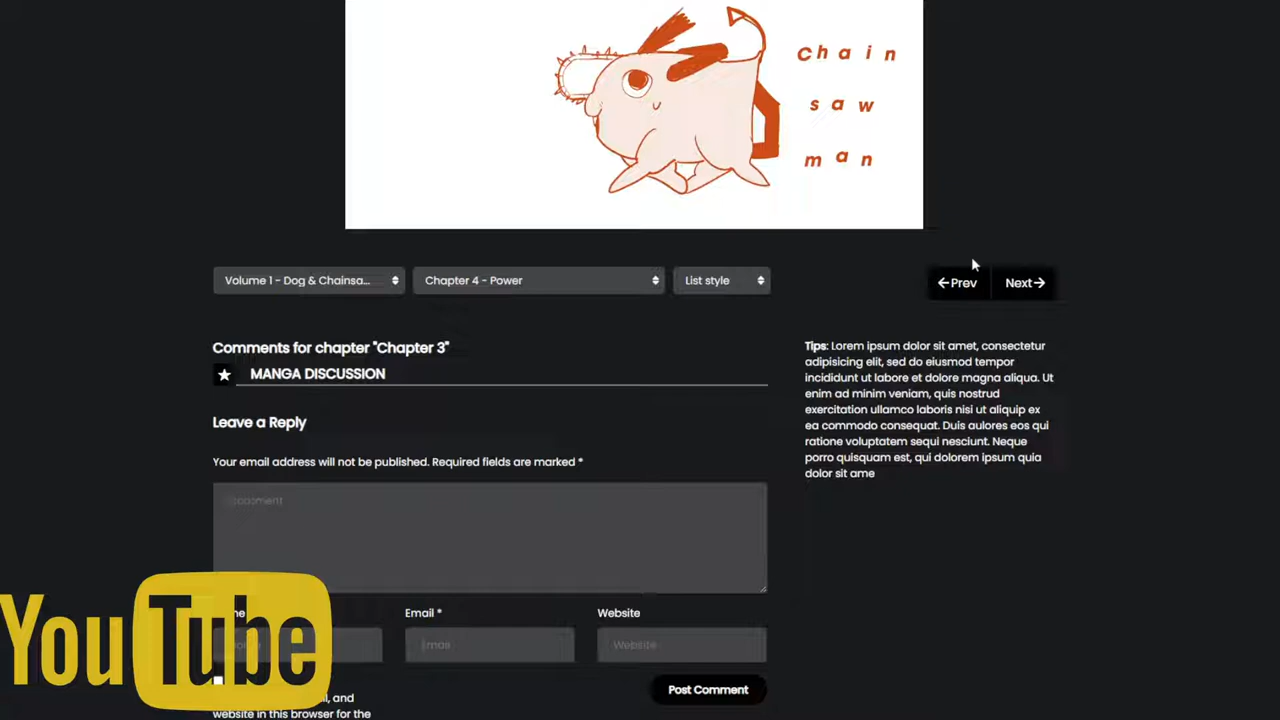 Chain
saw
man
Volume 1 - Dog & Chainsa...
Chapter 4 - Power
List style
Prev
Next
Comments for chapter "Chapter 3"
MANGA DISCUSSION
Leave a Reply
Your email address will not be published. Required fields are marked *
Tips: Lorem ipsum dolor sit amet, consectetur
adipisicing elit, sed do eiusmod tempor
incididunt ut labore et dolore magna aliqua. Ut
enim ad minim veniam, quis nostrud
exercitation ullamco laboris nisi ut aliquip ex
ea commodo consequat. Duis aulores eos qui
ratione voluptatem sequi nesciunt. Neque
porro quisquam est, qui dolorem ipsum quia
dolor sit ame
Email *
Website
Email
Website
Post Comment
, and
website in this browser for the
YouTube